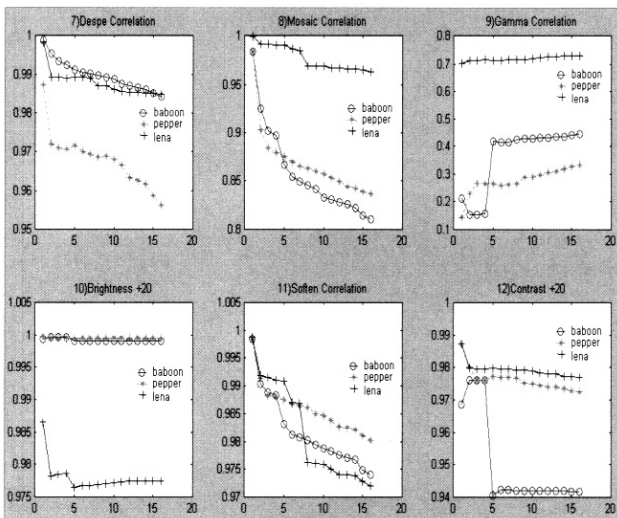 7)Despe Correlation
1
0.99
0.98
0.97
0.96
0.95
0 5 10 15 20
baboon
pepper
lena
8)Mosaic Correlation
1
0.95
0.9
0.85
0.8
0 5 10 15 20
baboon
pepper
lena
9)Gamma Correlation
0.8
0.7
0.6
0.5
0.4
0.3
0.2
0.1
0 5 10 15 20
baboon
pepper
lena
10)Brightness +20
1.005
1
0.995
0.99
0.985
0.98
0.975
0 5 10 15 20
baboon
pepper
lena
11)Soften Correlation
1.005
1
0.995
0.99
0.985
0.98
0.975
0.97
0 5 10 15 20
baboon
pepper
lena
12)Contrast +20
1
0.99
0.98
0.97
0.96
0.95
0.94
0 5 10 15 20
baboon
pepper
lena